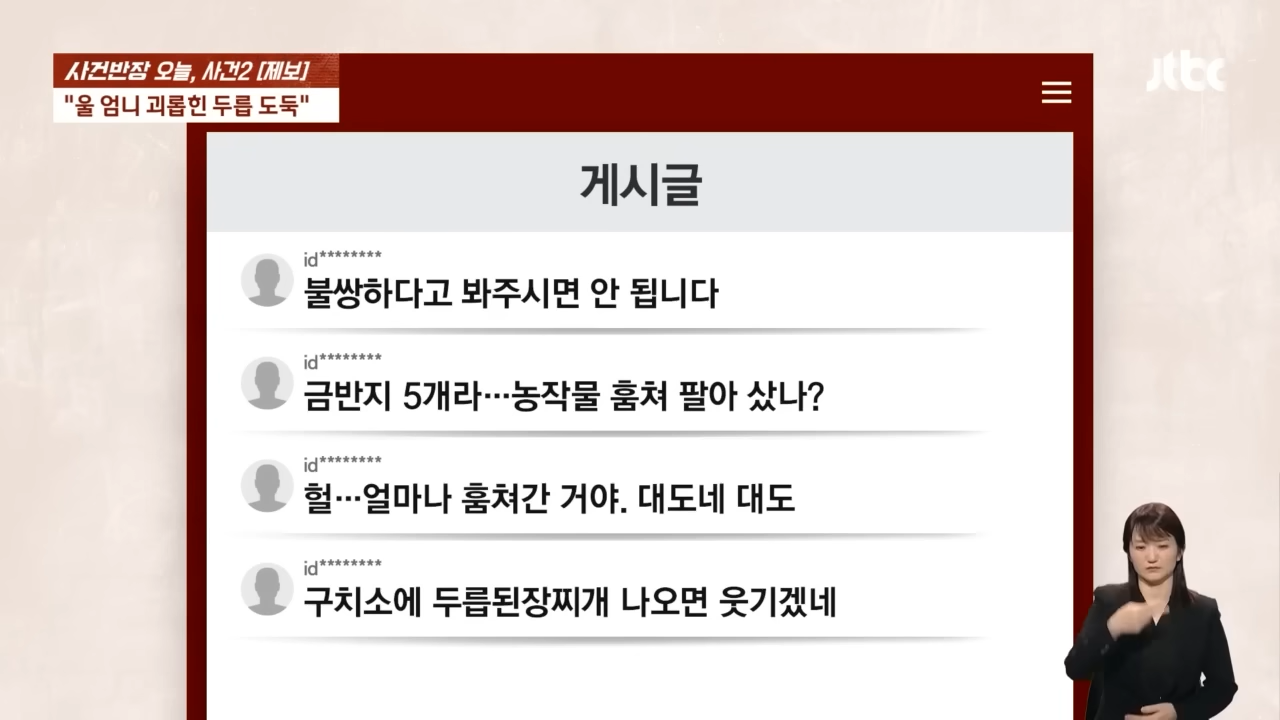 사건반장 오늘, 사건2 [제보]
"울 엄니 괴롭힌 두릅 도둑"
jtbc
게시글
id********
불쌍하다고 봐주시면 안 됩니다
id********
금반지 5개라…농작물 훔쳐 팔아 샀나?
id********
헐…얼마나 훔쳐간 거야. 대도네 대도
id********
구치소에 두릅된장찌개 나오면 웃기겠네